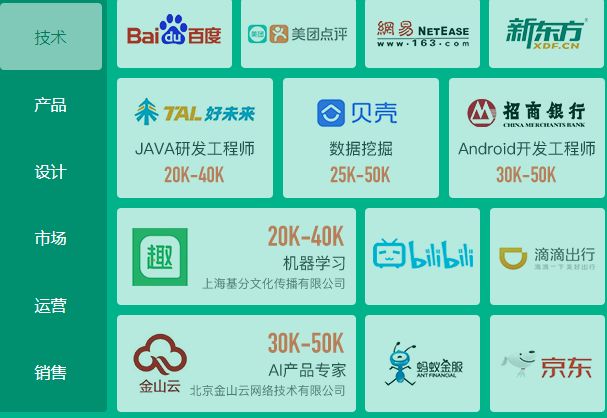 技术
产品
设计
市场
运营
销售
Bai du 百度
美团 美团点评
網易 NETEASE
www.163.com
新东方
XDF.CN
TAL 好未来
JAVA研发工程师
20K-40K
贝壳
数据挖掘
25K-50K
招商銀行
CHINA MERCHANTS BANK
Android开发工程师
30K-50K
趣
20K-40K
机器学习
上海基分文化传播有限公司
bilibili
滴滴出行
滴滴一下 美好出行
金山云
30K-50K
AI产品专家
北京金山云网络技术有限公司
蚂蚁金服
ANT FINANCIAL
京东